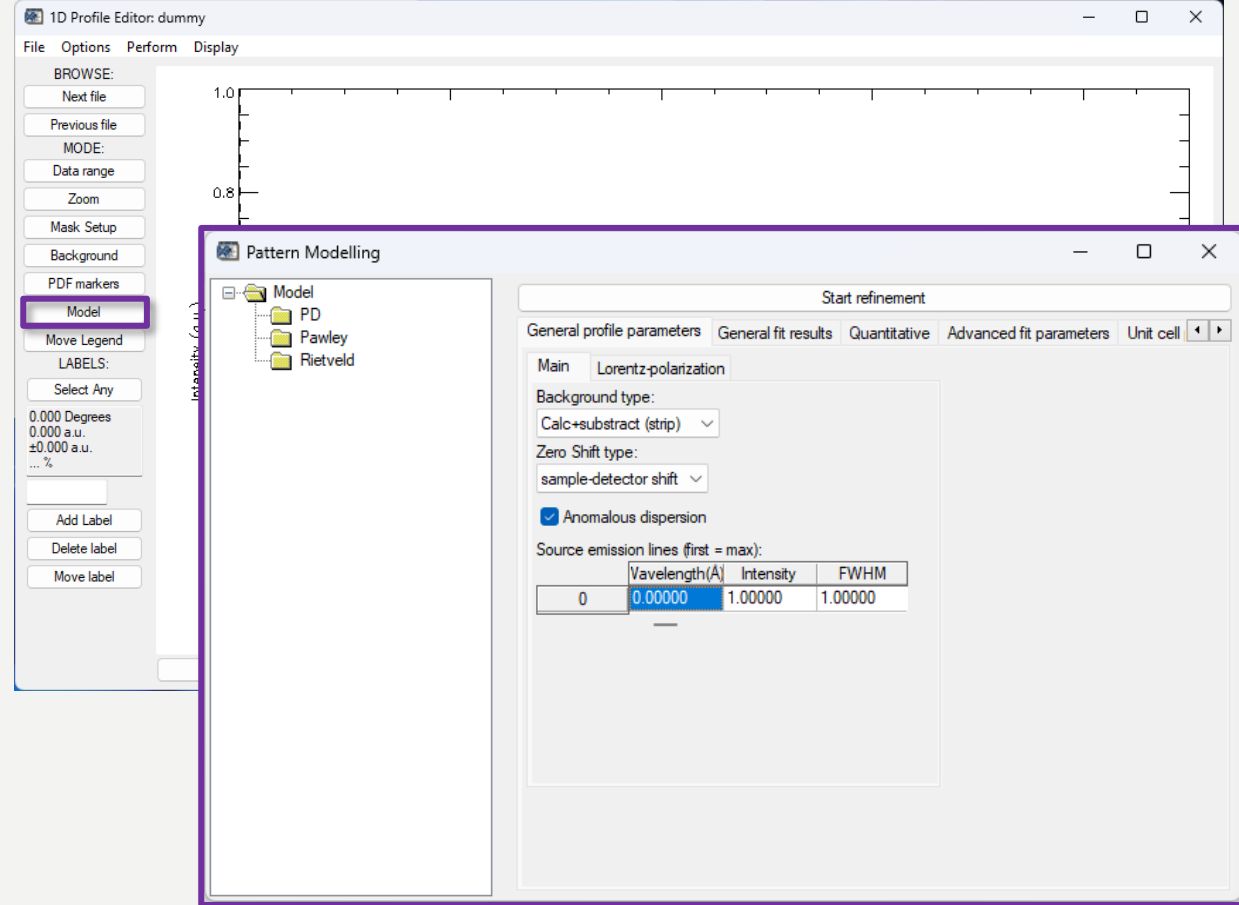 1D Profile Editor: dummy
File Options Perform Display
BROWSE:
Next file
Previous file
MODE:
Data range
Zoom
Mask Setup
Background
PDF markers
Model
Move Legend
LABELS:
Select Any
0.000 Degrees
0.000 a.u.
±0.000 a.u.
... %
Add Label
Delete label
Move label
1.0
0.8
Intensity (a.u.)
Pattern Modelling
Model
PD
Pawley
Rietveld
Start refinement
General profile parameters General fit results Quantitative Advanced fit parameters Unit cell
Main Lorentz-polarization
Background type:
Calc+substract (strip)
Zero Shift type:
sample-detector shift
Anomalous dispersion
Source emission lines (first = max):
Wavelength(Å) Intensity FWHM
0 0.00000 1.00000 1.00000